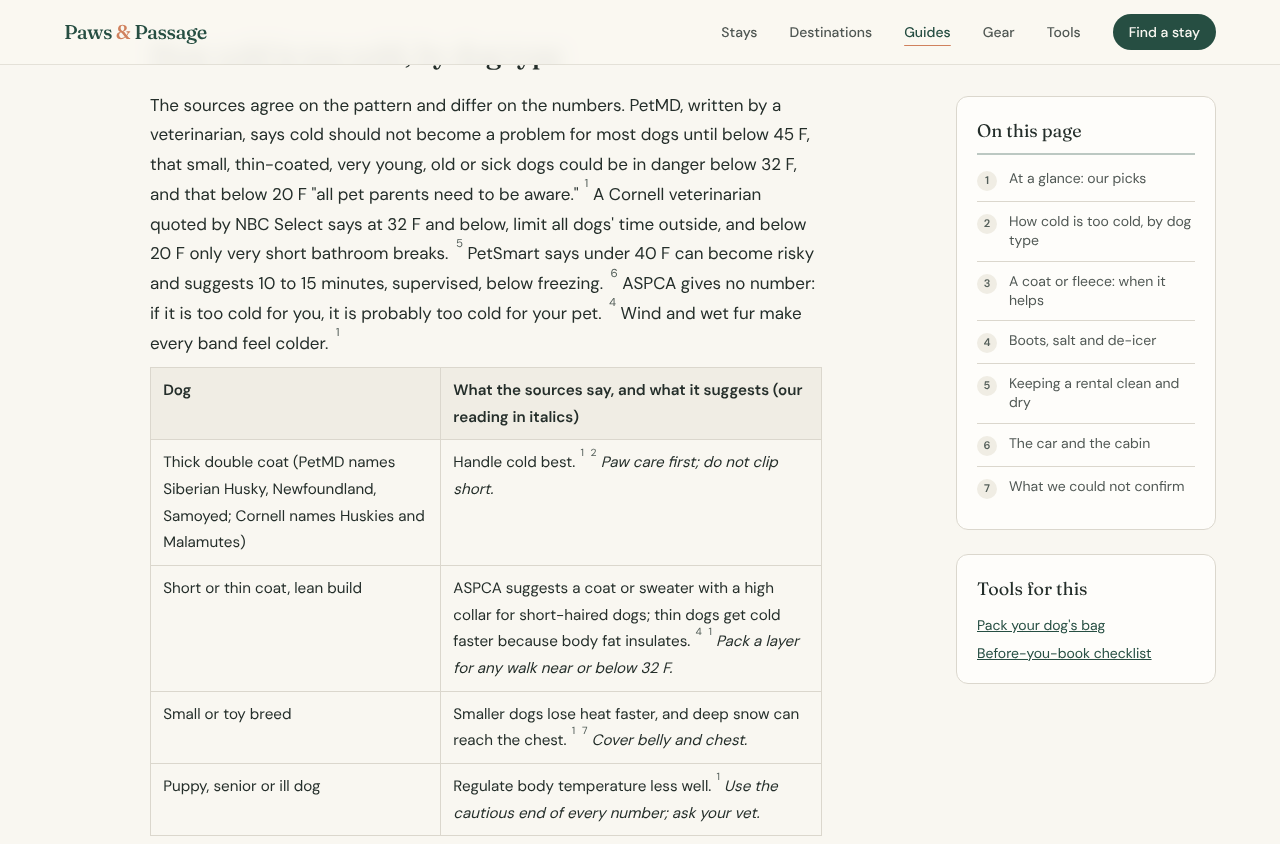 Paws & Passage
Stays
Destinations
Guides
Gear
Tools
Find a stay
The sources agree on the pattern and differ on the numbers. PetMD, written by a
veterinarian, says cold should not become a problem for most dogs until below 45 F,
that small, thin-coated, very young, old or sick dogs could be in danger below 32 F,
and that below 20 F "all pet parents need to be aware." 1 A Cornell veterinarian
quoted by NBC Select says at 32 F and below, limit all dogs' time outside, and below
20 F only very short bathroom breaks. 5 PetSmart says under 40 F can become risky
and suggests 10 to 15 minutes, supervised, below freezing. 6 ASPCA gives no number:
if it is too cold for you, it is probably too cold for your pet. 4 Wind and wet fur make
every band feel colder. 1
Dog
What the sources say, and what it suggests (our
reading in italics)
Thick double coat (PetMD names
Siberian Husky, Newfoundland,
Samoyed; Cornell names Huskies and
Malamutes)
Handle cold best. 1 2 Paw care first; do not clip
short.
Short or thin coat, lean build
ASPCA suggests a coat or sweater with a high
collar for short-haired dogs; thin dogs get cold
faster because body fat insulates. 4 1 Pack a layer
for any walk near or below 32 F.
Small or toy breed
Smaller dogs lose heat faster, and deep snow can
reach the chest. 1 7 Cover belly and chest.
Puppy, senior or ill dog
Regulate body temperature less well. 1 Use the
cautious end of every number; ask your vet.
On this page
1 At a glance: our picks
2 How cold is too cold, by dog
type
3 A coat or fleece: when it
helps
4 Boots, salt and de-icer
5 Keeping a rental clean and
dry
6 The car and the cabin
7 What we could not confirm
Tools for this
Pack your dog's bag
Before-you-book checklist